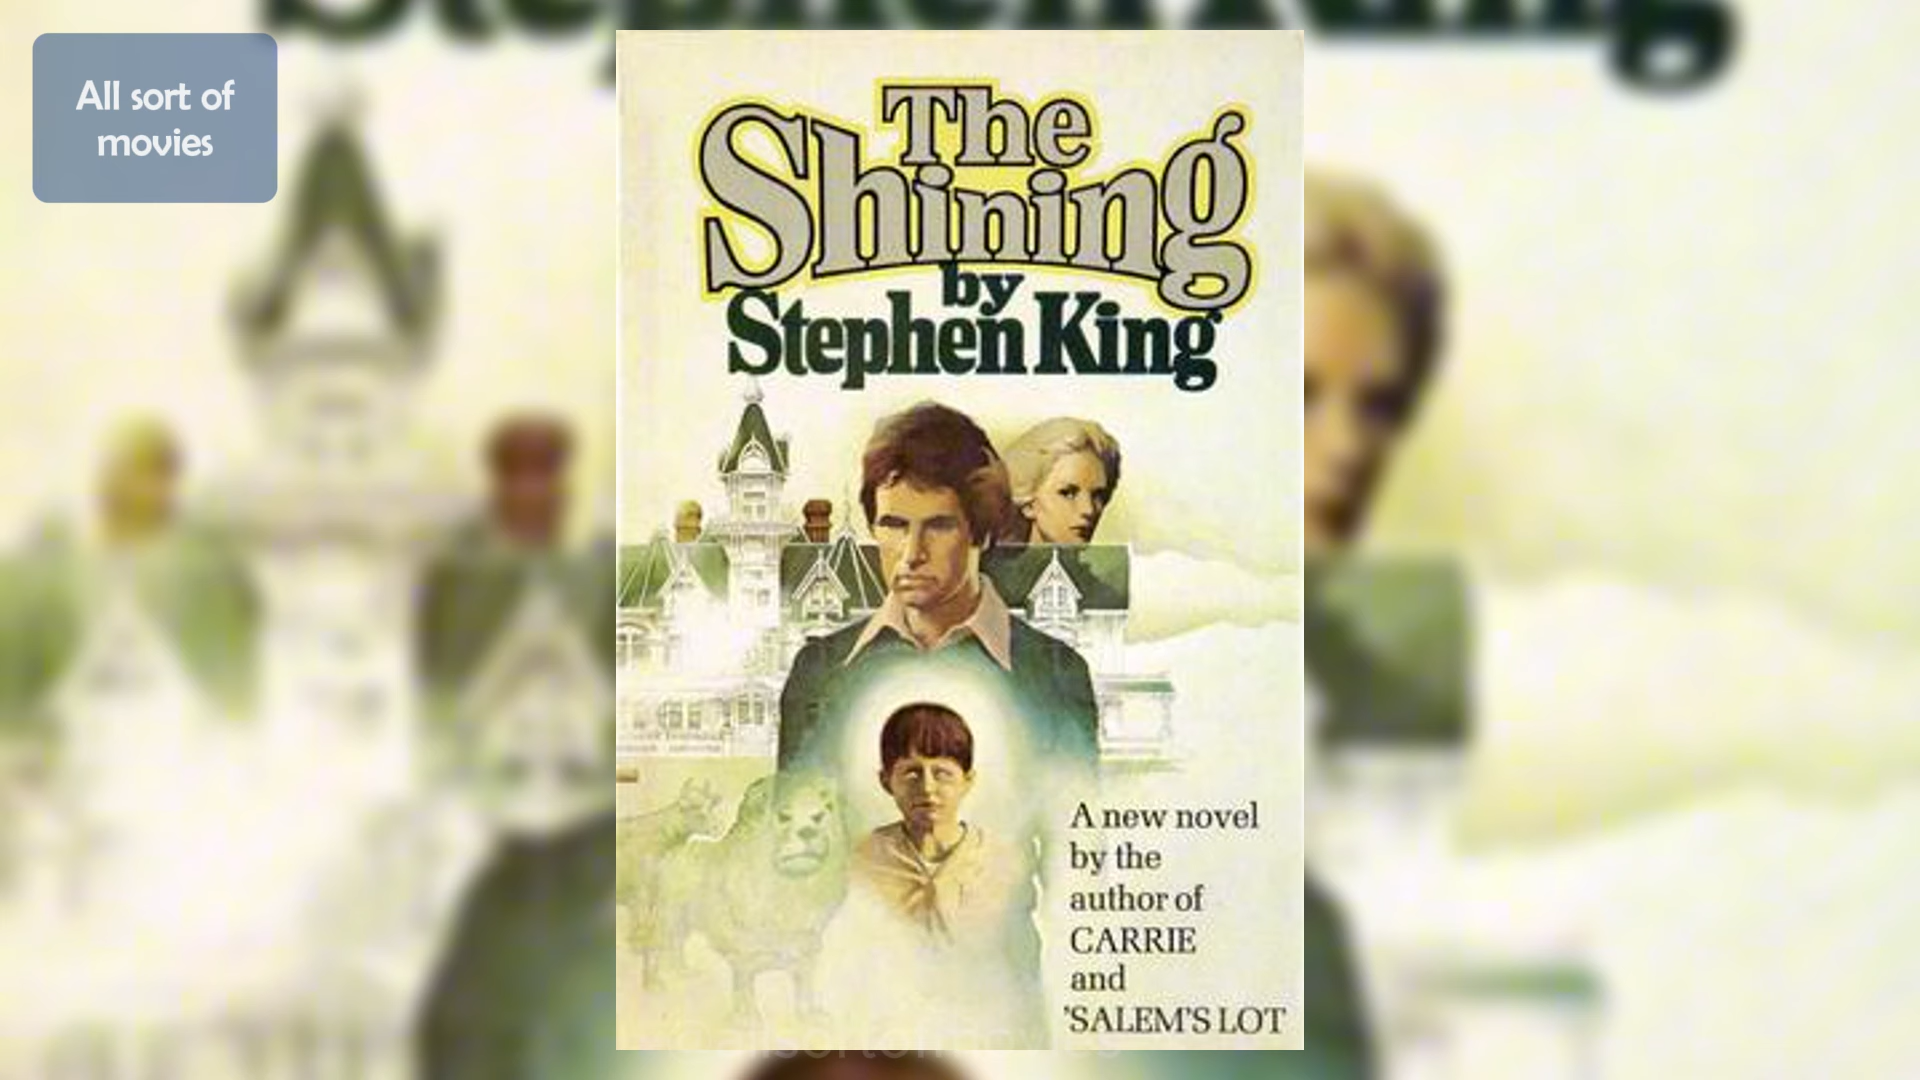 All sort of
movies
The
Shining
by
Stephen King
A new novel
by the
author of
CARRIE
and
'SALEM'S LOT